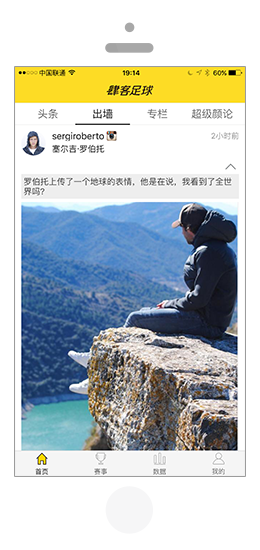 中国联通 19:14 60%
肆客足球
头条 出墙 专栏 超级颜论
sergiroberto 2小时前
塞尔吉·罗伯托
罗伯托上传了一个地球的表情，他是在说，我看到了全世
界吗?
首页 赛事 数据 我的